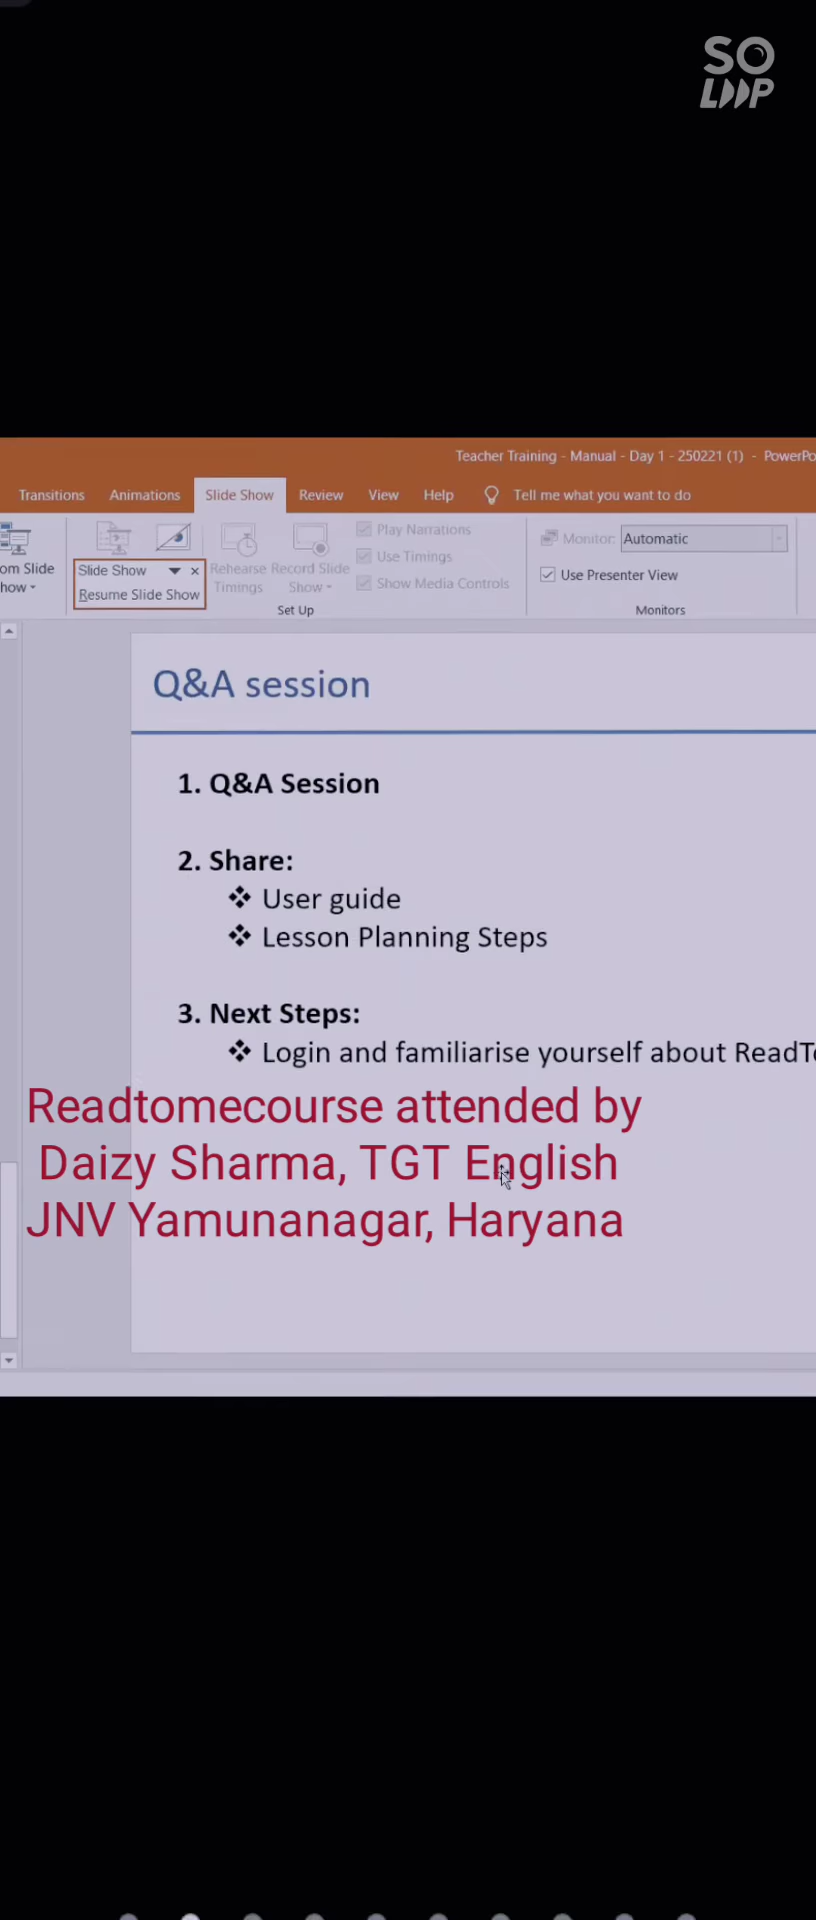 SO
LOOP
Teacher Training - Manual - Day 1 - 250221 (1) - PowerPo
Transitions Animations Slide Show Review View Help Tell me what you want to do
om Slide
how
Slide Show
Resume Slide Show
Rehearse
Timings
Record Slide
Show
Play Narrations
Use Timings
Show Media Controls
Set Up
Monitor: Automatic
Use Presenter View
Monitors
Q&A session
1. Q&A Session
2. Share:
❖ User guide
❖ Lesson Planning Steps
3. Next Steps:
❖ Login and familiarise yourself about ReadTo
Readtomecourse attended by
Daizy Sharma, TGT English
JNV Yamunanagar, Haryana